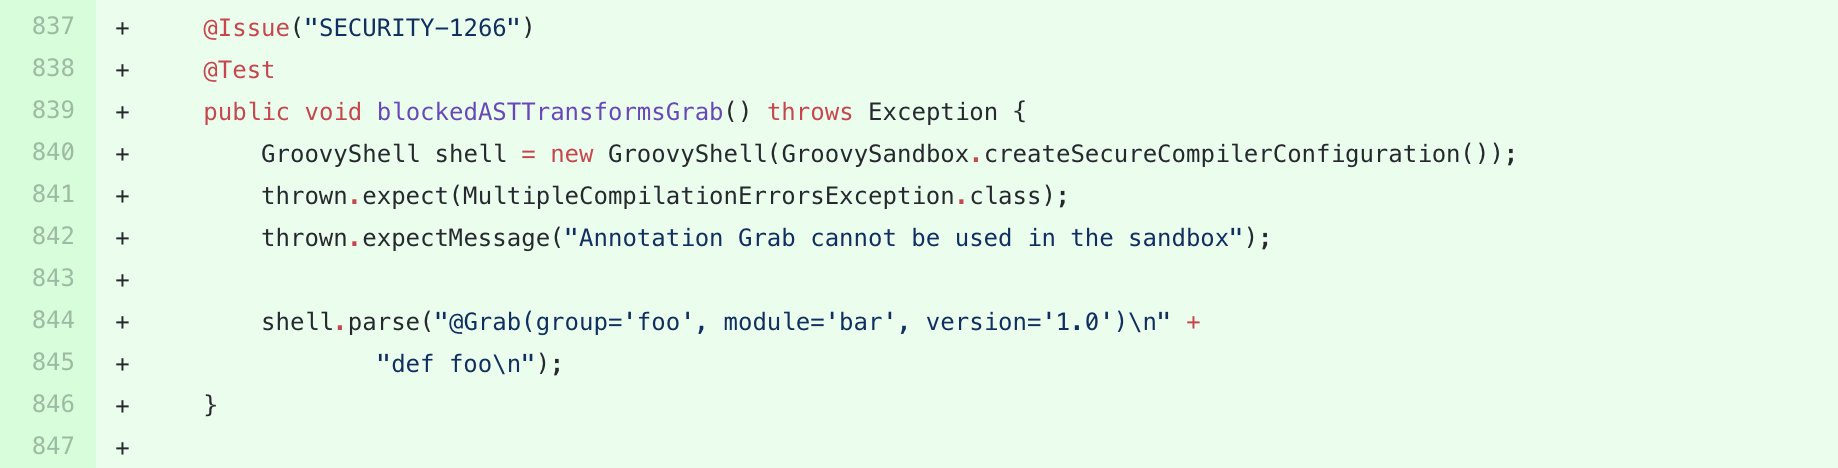 837 + @Issue("SECURITY-1266")
838 + @Test
839 + public void blockedASTTransformsGrab() throws Exception {
840 + GroovyShell shell = new GroovyShell(GroovySandbox.createSecureCompilerConfiguration());
841 + thrown.expect(MultipleCompilationErrorsException.class);
842 + thrown.expectMessage("Annotation Grab cannot be used in the sandbox");
843 +
844 + shell.parse("@Grab(group='foo', module='bar', version='1.0')\n" +
845 + "def foo\n");
846 + }
847 +